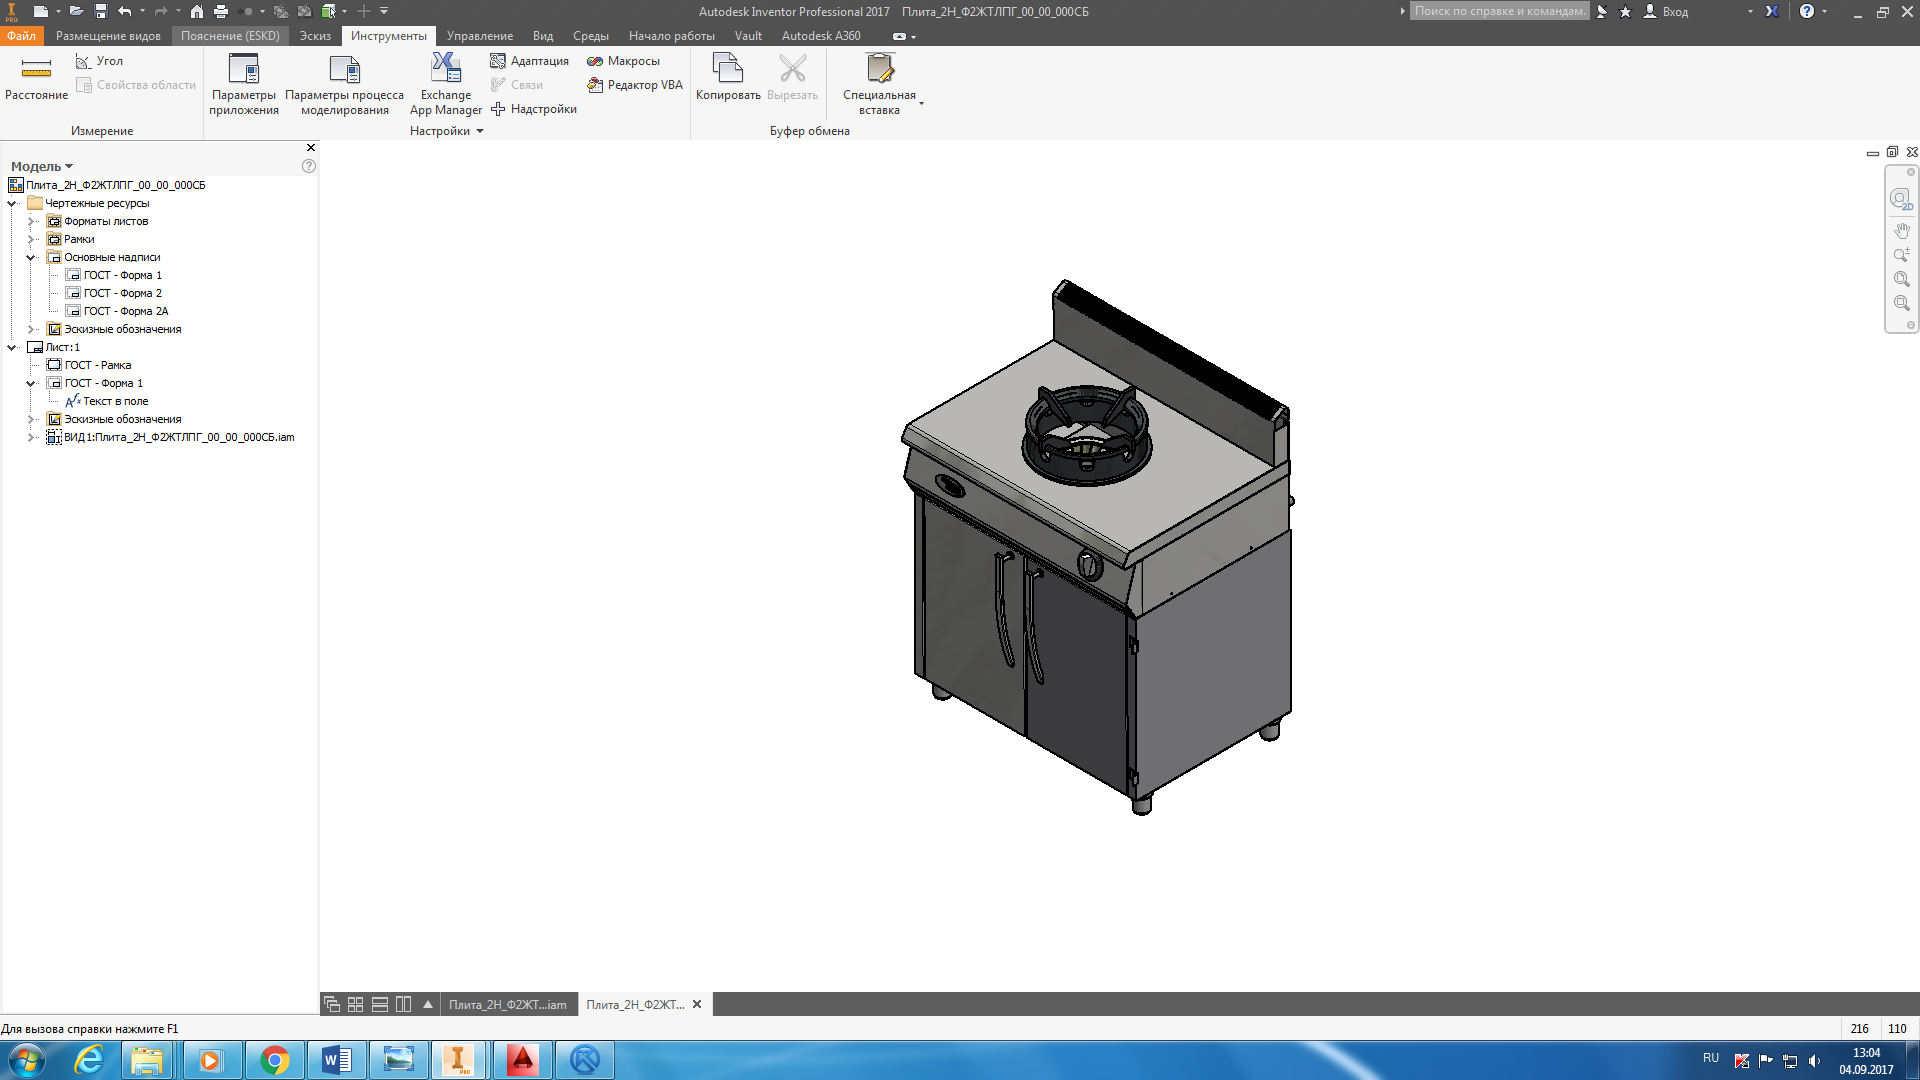 Autodesk Inventor Professional 2017 Плита_2Н_Ф2ЖТЛПГ_00_00_000СБ
Поиск по справке и командам.
Вход
Файл Размещение видов Пояснение (ESKD) Эскиз Инструменты Управление Вид Среды Начало работы Vault Autodesk A360
Расстояние
Угол
Свойства области
Измерение
Параметры приложения
Параметры процесса моделирования
Exchange App Manager
Адаптация
Связи
Надстройки
Настройки
Макросы
Редактор VBA
Копировать
Вырезать
Специальная вставка
Буфер обмена
Модель
Плита_2Н_Ф2ЖТЛПГ_00_00_000СБ
Чертежные ресурсы
Форматы листов
Рамки
Основные надписи
ГОСТ - Форма 1
ГОСТ - Форма 2
ГОСТ - Форма 2А
Эскизные обозначения
Лист:1
ГОСТ - Рамка
ГОСТ - Форма 1
Текст в поле
Эскизные обозначения
ВИД1:Плита_2Н_Ф2ЖТЛПГ_00_00_000СБ.iam
2D
Плита_2Н_Ф2ЖТ...iam
Плита_2Н_Ф2ЖТ...
Для вызова справки нажмите F1
216 110
RU
13:04
04.09.2017